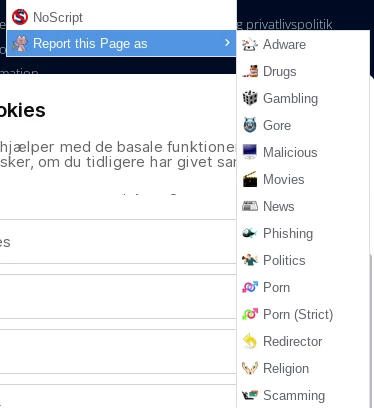 NoScript
privatlivspolitik
Report this Page as
Adware
Drugs
Gambling
Gore
Malicious
Movies
News
Phishing
Politics
Porn
Porn (Strict)
Redirector
Religion
Scamming
okies
hjælper med de basale funktione
sker, om du tidligere har givet sa
es